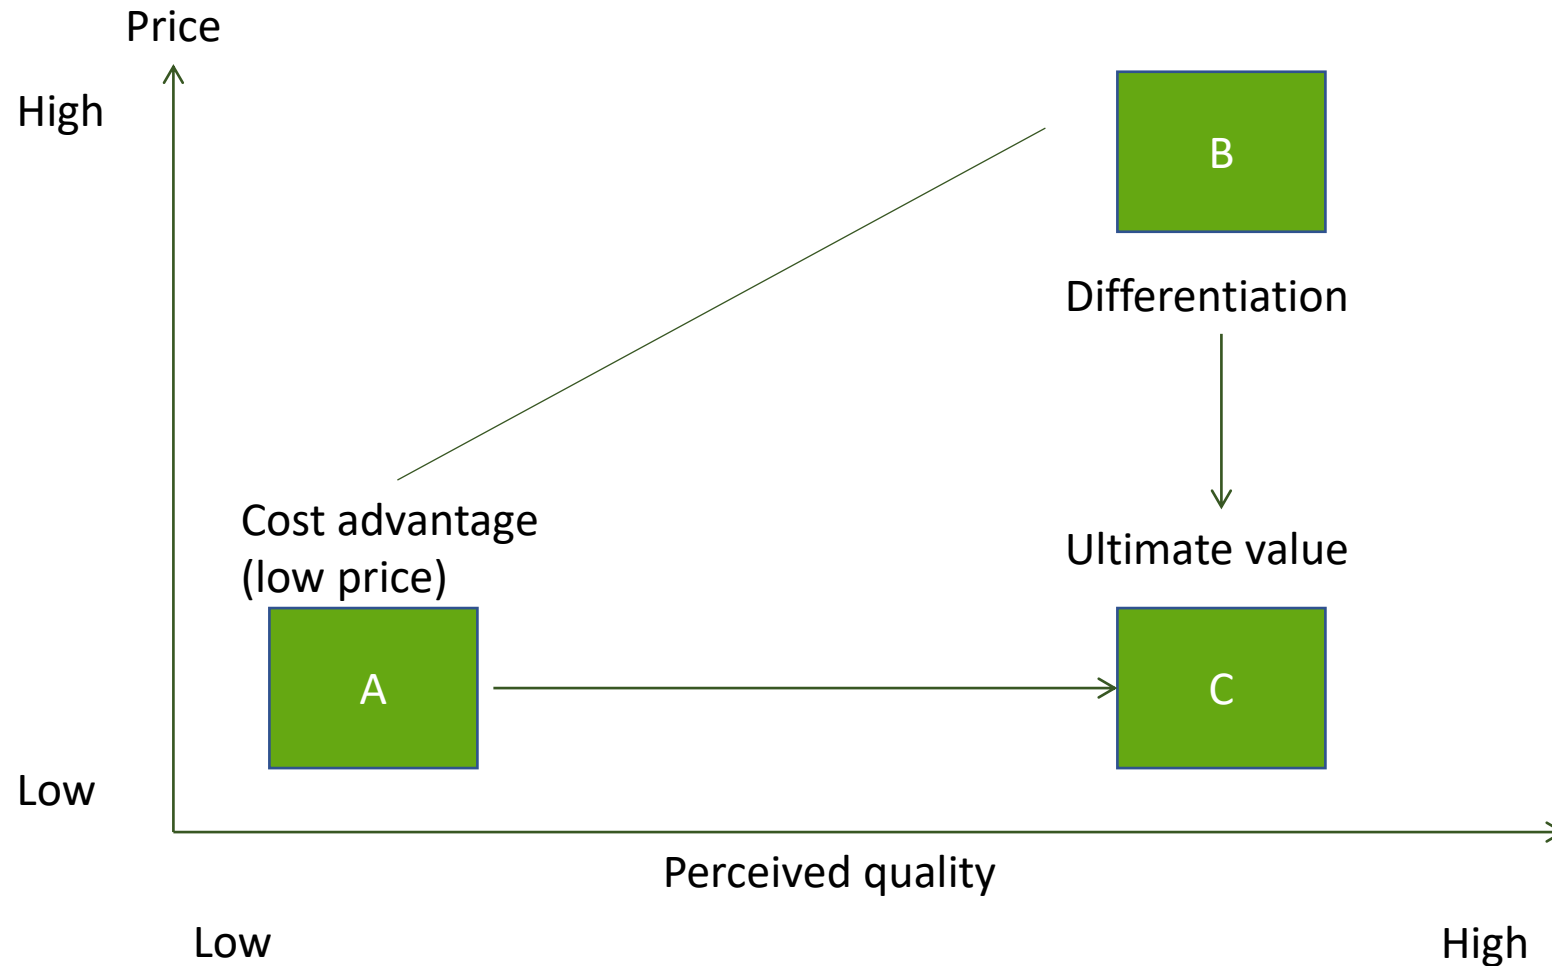 Price
High
B
Differentiation
Cost advantage
(low price)
Ultimate value
A
C
Low
Perceived quality
Low
High